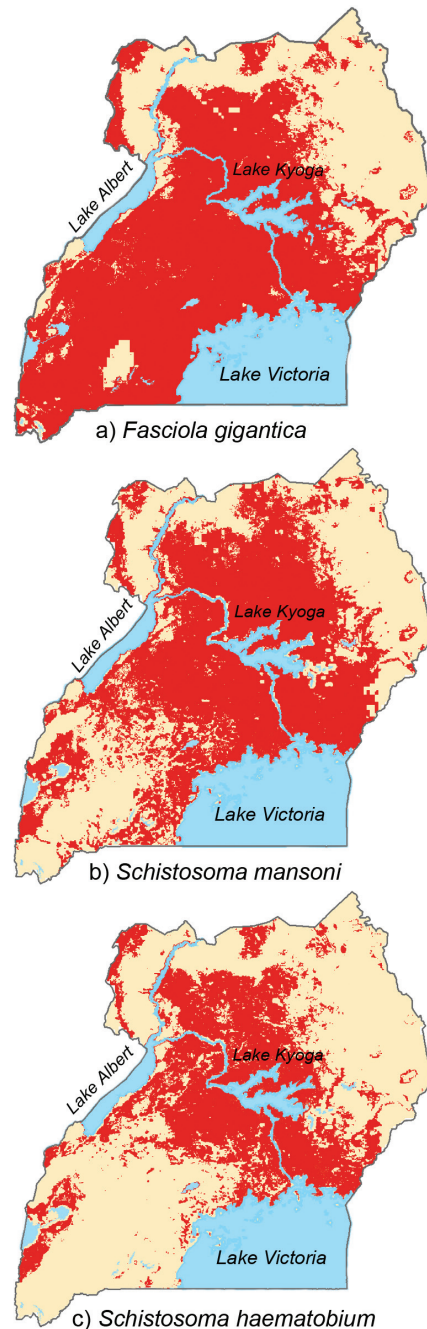 Lake Albert
Lake Kyoga
Lake Victoria
a) Fasciola gigantica
Lake Albert
Lake Kyoga
Lake Victoria
b) Schistosoma mansoni
Lake Albert
Lake Kyoga
Lake Victoria
c) Schistosoma haematobium